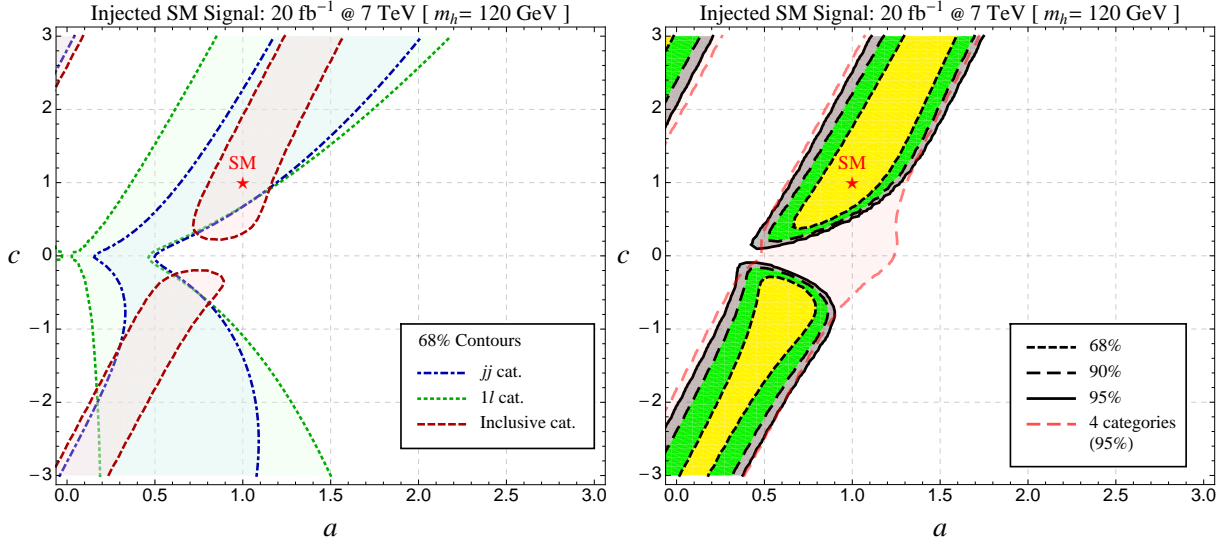 Injected SM Signal: 20 fb⁻¹ @ 7 TeV [ m_h = 120 GeV ]
3
2
1
0
−1
−2
−3
c
SM
68% Contours
jj cat.
1l cat.
Inclusive cat.
0.0 0.5 1.0 1.5 2.0 2.5 3.0
a
Injected SM Signal: 20 fb⁻¹ @ 7 TeV [ m_h = 120 GeV ]
3
2
1
0
−1
−2
−3
c
SM
68%
90%
95%
4 categories
(95%)
0.0 0.5 1.0 1.5 2.0 2.5 3.0
a